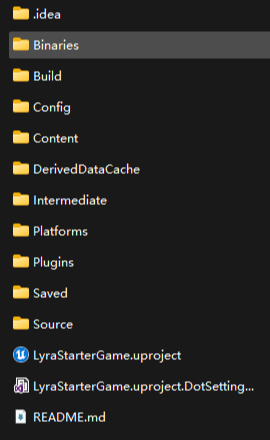 .idea
Binaries
Build
Config
Content
DerivedDataCache
Intermediate
Platforms
Plugins
Saved
Source
LyraStarterGame.uproject
LyraStarterGame.uproject.DotSetting...
README.md